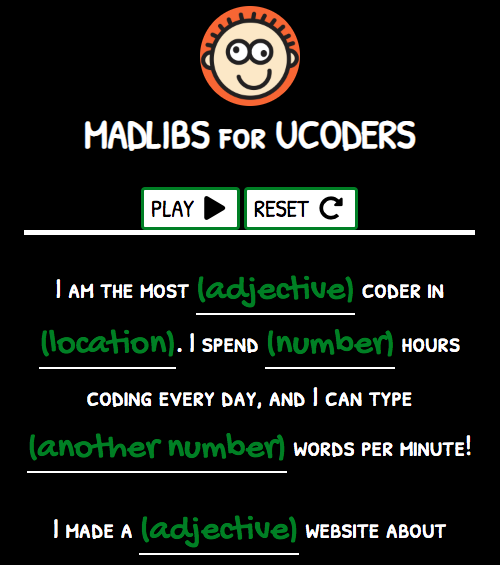 MADLIBS FOR UCODERS
PLAY RESET
I AM THE MOST (adjective) CODER IN
(location). I SPEND (number) HOURS
CODING EVERY DAY, AND I CAN TYPE
(another number) WORDS PER MINUTE!
I MADE A (adjective) WEBSITE ABOUT